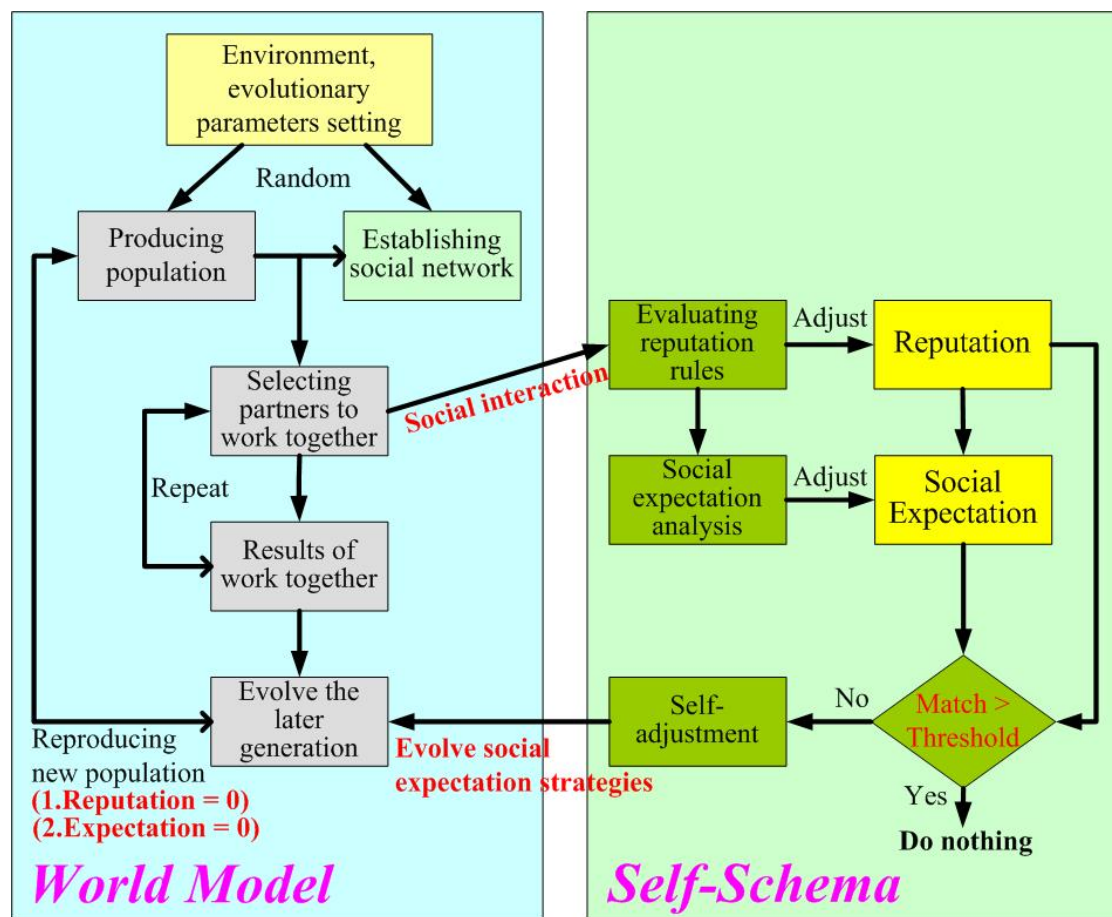 Environment,
evolutionary
parameters setting
Random
Producing
population
Establishing
social network
Selecting
partners to
work together
Social interaction
Repeat
Results of
work together
Evolve the
later
generation
Reproducing
new population
(1.Reputation = 0)
(2.Expectation = 0)
Evolve social
expectation strategies
World Model
Evaluating
reputation
rules
Adjust
Reputation
Social
expectation
analysis
Adjust
Social
Expectation
Self-
adjustment
No
Match >
Threshold
Yes
Do nothing
Self-Schema